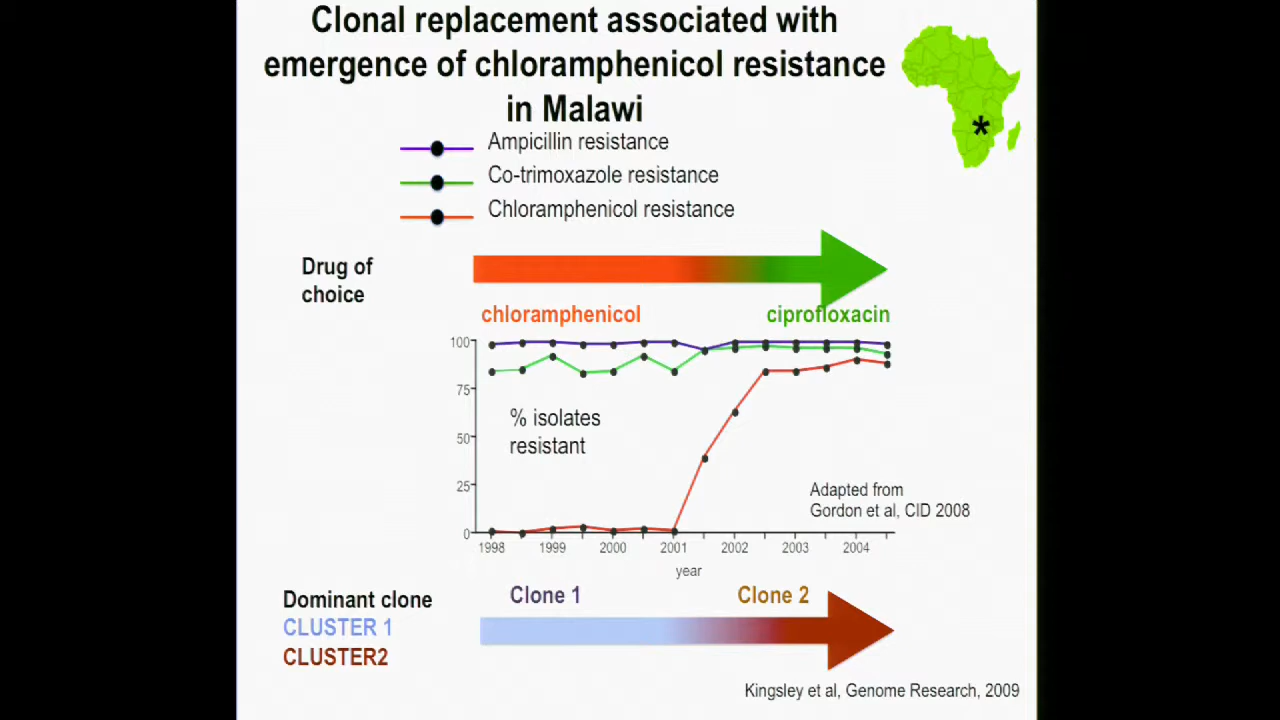 Clonal replacement associated with
emergence of chloramphenicol resistance
in Malawi
*
Ampicillin resistance
Co-trimoxazole resistance
Chloramphenicol resistance
Drug of
choice
chloramphenicol
ciprofloxacin
100
75
50
25
0
% isolates
resistant
Adapted from
Gordon et al, CID 2008
1998 1999 2000 2001 2002 2003 2004
year
Dominant clone
CLUSTER 1
CLUSTER2
Clone 1
Clone 2
Kingsley et al, Genome Research, 2009